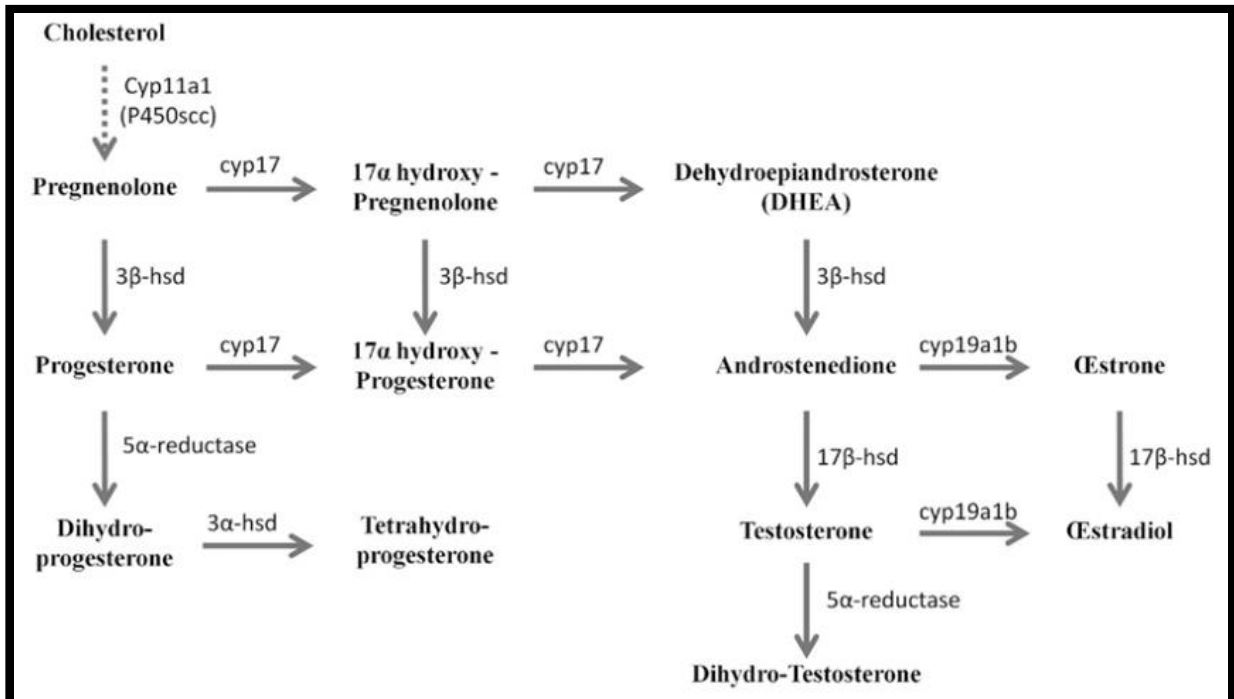 Cholesterol
Cyp11a1
(P450scc)
Pregnenolone
cyp17
17α hydroxy -
Pregnenolone
cyp17
Dehydroepiandrosterone
(DHEA)
3β-hsd
3β-hsd
3β-hsd
Progesterone
cyp17
17α hydroxy -
Progesterone
cyp17
Androstenedione
cyp19a1b
Œstrone
5α-reductase
17β-hsd
17β-hsd
Dihydro-
progesterone
3α-hsd
Tetrahydro-
progesterone
Testosterone
cyp19a1b
Œstradiol
5α-reductase
Dihydro-Testosterone